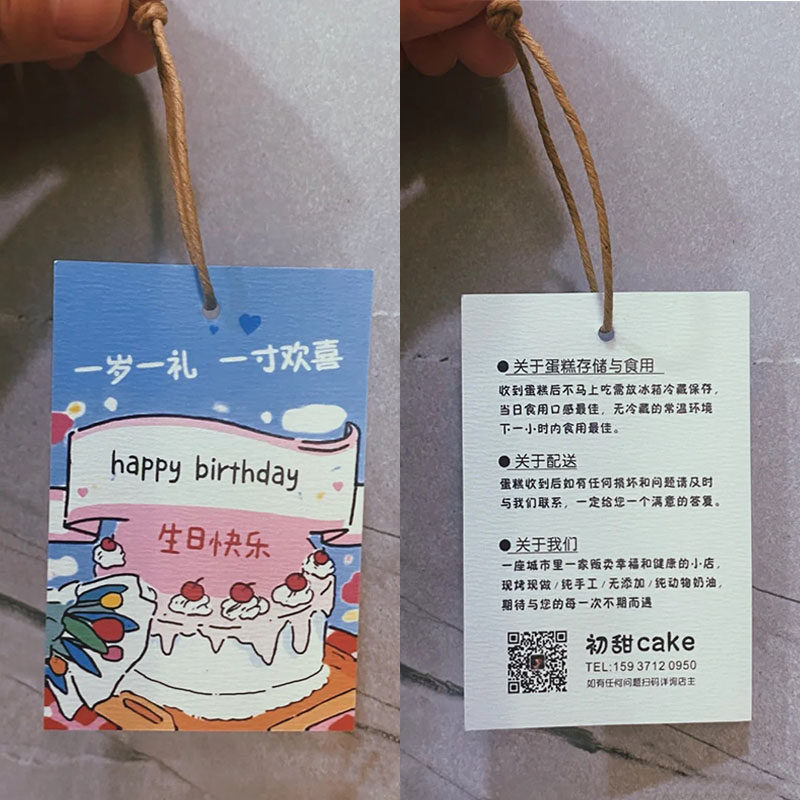 一岁一礼 一寸欢喜
happy birthday
生日快乐
● 关于蛋糕存储与食用
收到蛋糕后不马上吃需放冰箱冷藏保存，
当日食用口感最佳，无冷藏的常温环境
下一小时内食用最佳。
● 关于配送
蛋糕收到后如有任何损坏和问题请及时
与我们联系，一定给您一个满意的答复。
● 关于我们
一座城市里一家贩卖幸福和健康的小店，
现烤现做/纯手工/无添加/纯动物奶油，
期待与您的每一次不期而遇
初甜cake
TEL:159 3712 0950
如有任何问题扫码详询店主